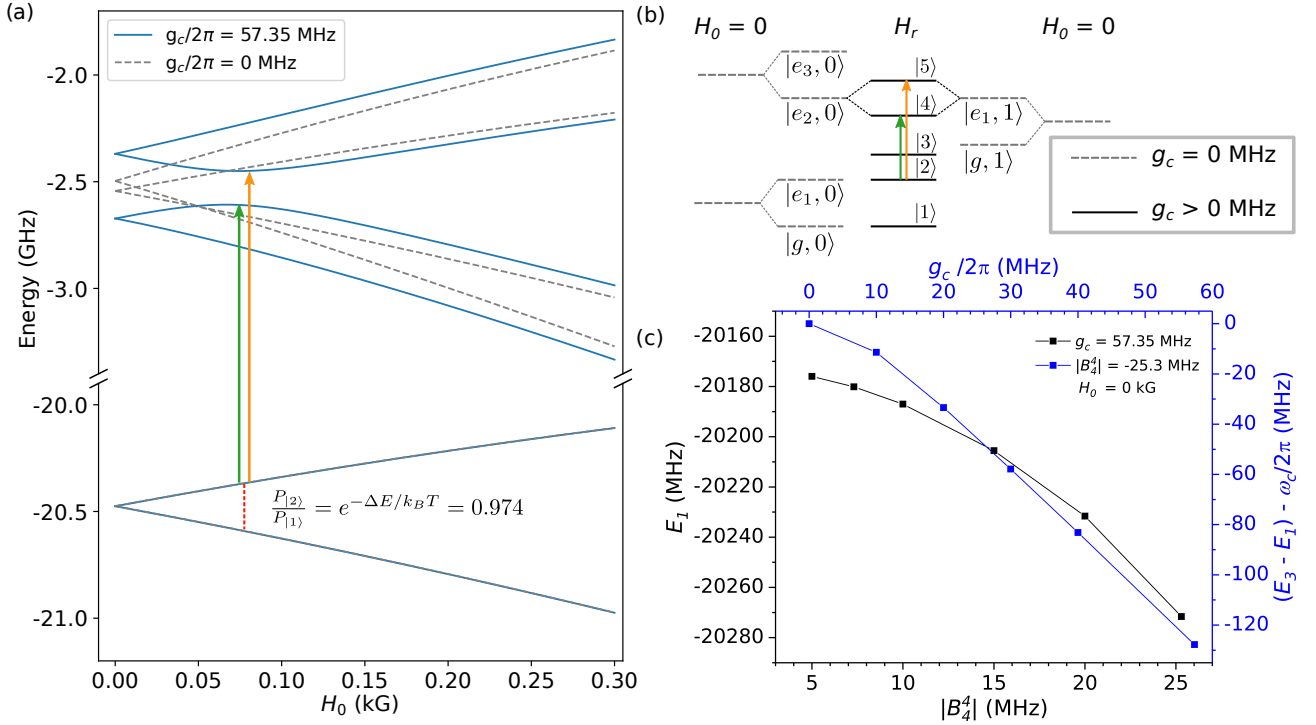 (a)
g_c/2π = 57.35 MHz
g_c/2π = 0 MHz
Energy (GHz)
-2.0
-2.5
-3.0
-20.0
-20.5
-21.0
P|2⟩/P|1⟩ = e^{-ΔE/k_BT} = 0.974
0.00 0.05 0.10 0.15 0.20 0.25 0.30
H_0 (kG)
(b)
H_0 = 0 H_r H_0 = 0
|e_3, 0⟩
|e_2, 0⟩
|e_1, 0⟩
|g, 0⟩
|5⟩
|4⟩
|3⟩
|2⟩
|1⟩
|e_1, 1⟩
|g, 1⟩
g_c = 0 MHz
g_c > 0 MHz
(c)
g_c /2π (MHz)
0 10 20 30 40 50 60
g_c = 57.35 MHz
|B_4^4| = -25.3 MHz
H_0 = 0 kG
E_1 (MHz)
-20160
-20180
-20200
-20220
-20240
-20260
-20280
0
-20
-40
-60
-80
-100
-120
(E_3 - E_1) - ω_c/2π (MHz)
5 10 15 20 25
|B_4^4| (MHz)